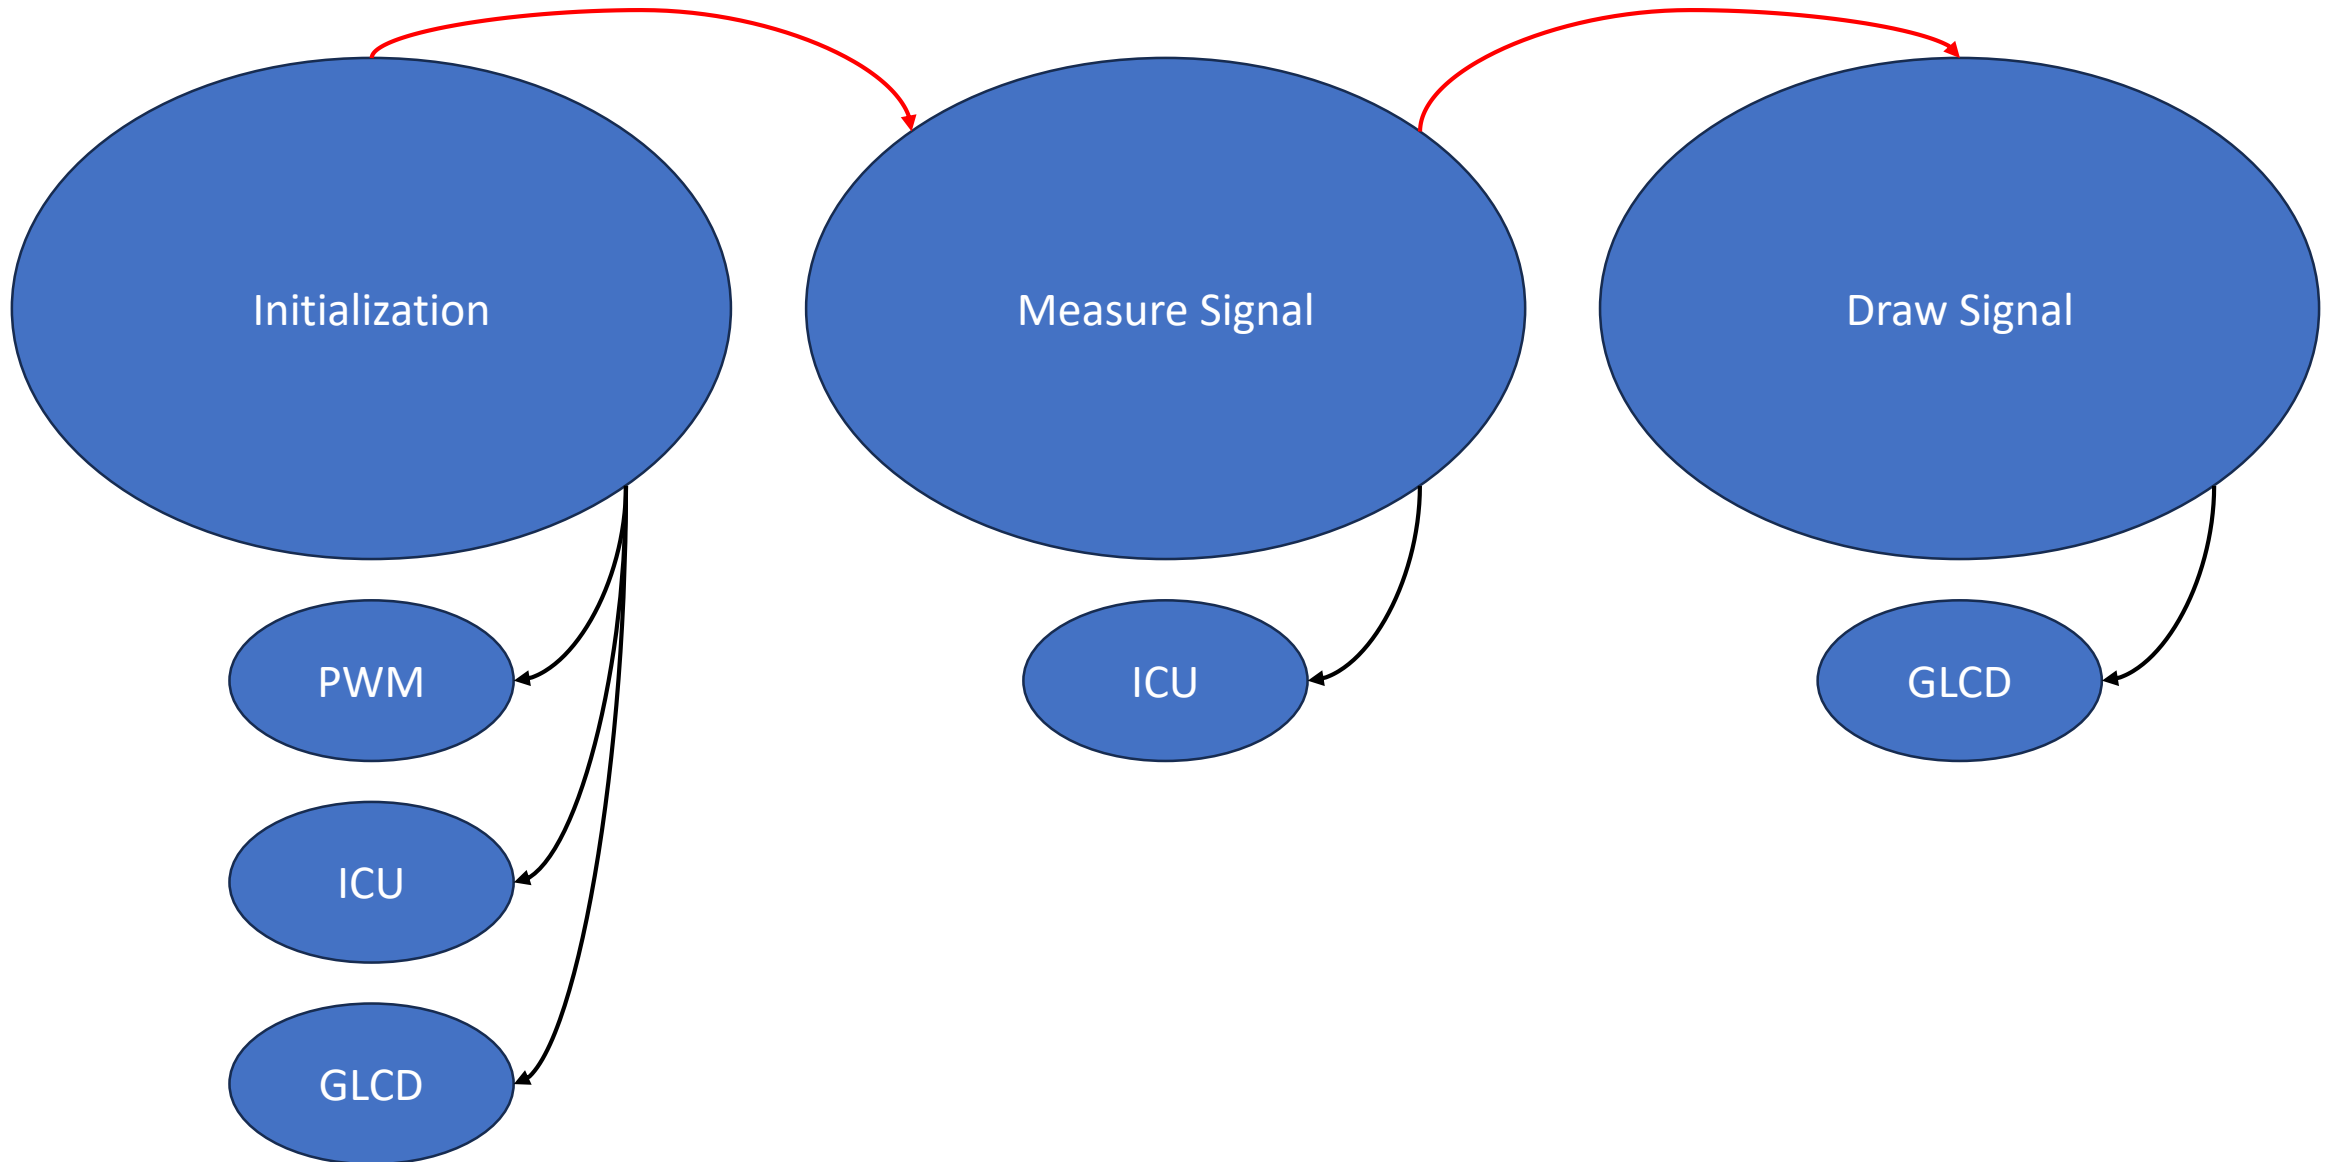 Initialization
Measure Signal
Draw Signal
PWM
ICU
GLCD
ICU
GLCD